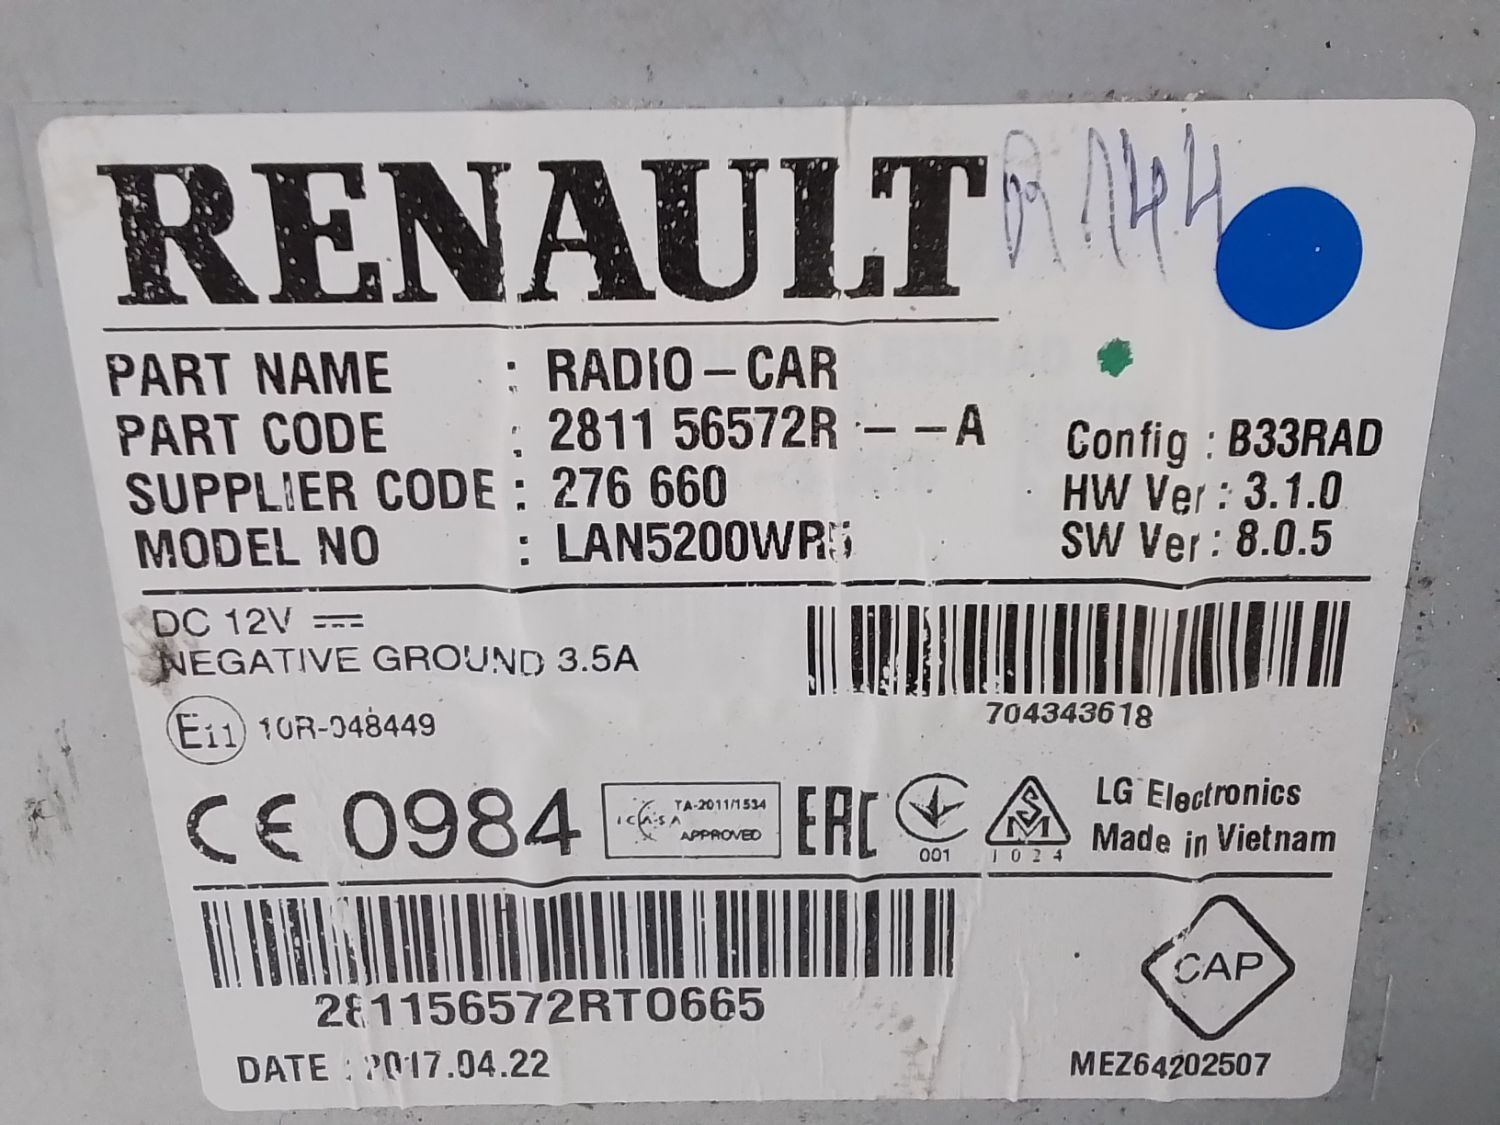 RENAULT R 144
PART NAME : RADIO-CAR
PART CODE : 2811 56572R - - A
SUPPLIER CODE : 276 660
MODEL NO : LAN5200WR5
Config : B33RAD
HW Ver : 3.1.0
SW Ver : 8.0.5
DC 12V
NEGATIVE GROUND 3.5A
704343618
E11 10R-048449
CE 0984
ICASA TA-2011/1534
APPROVED
EAC
001
SM
1024
LG Electronics
Made in Vietnam
281156572RT0665
DATE : 2017.04.22
CAP
MEZ64202507